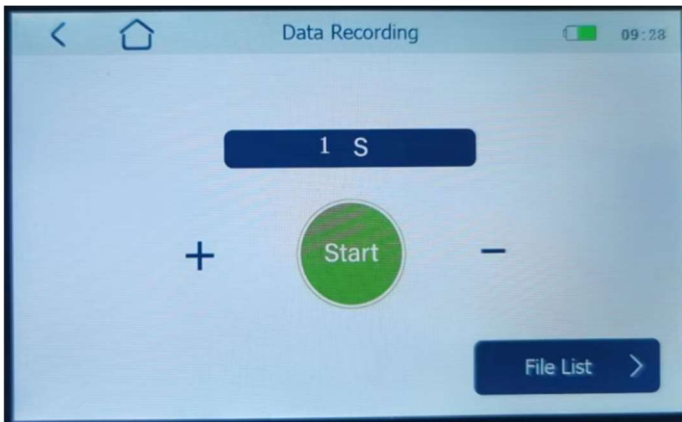 Data Recording 09:28
1 S
+ Start −
File List >